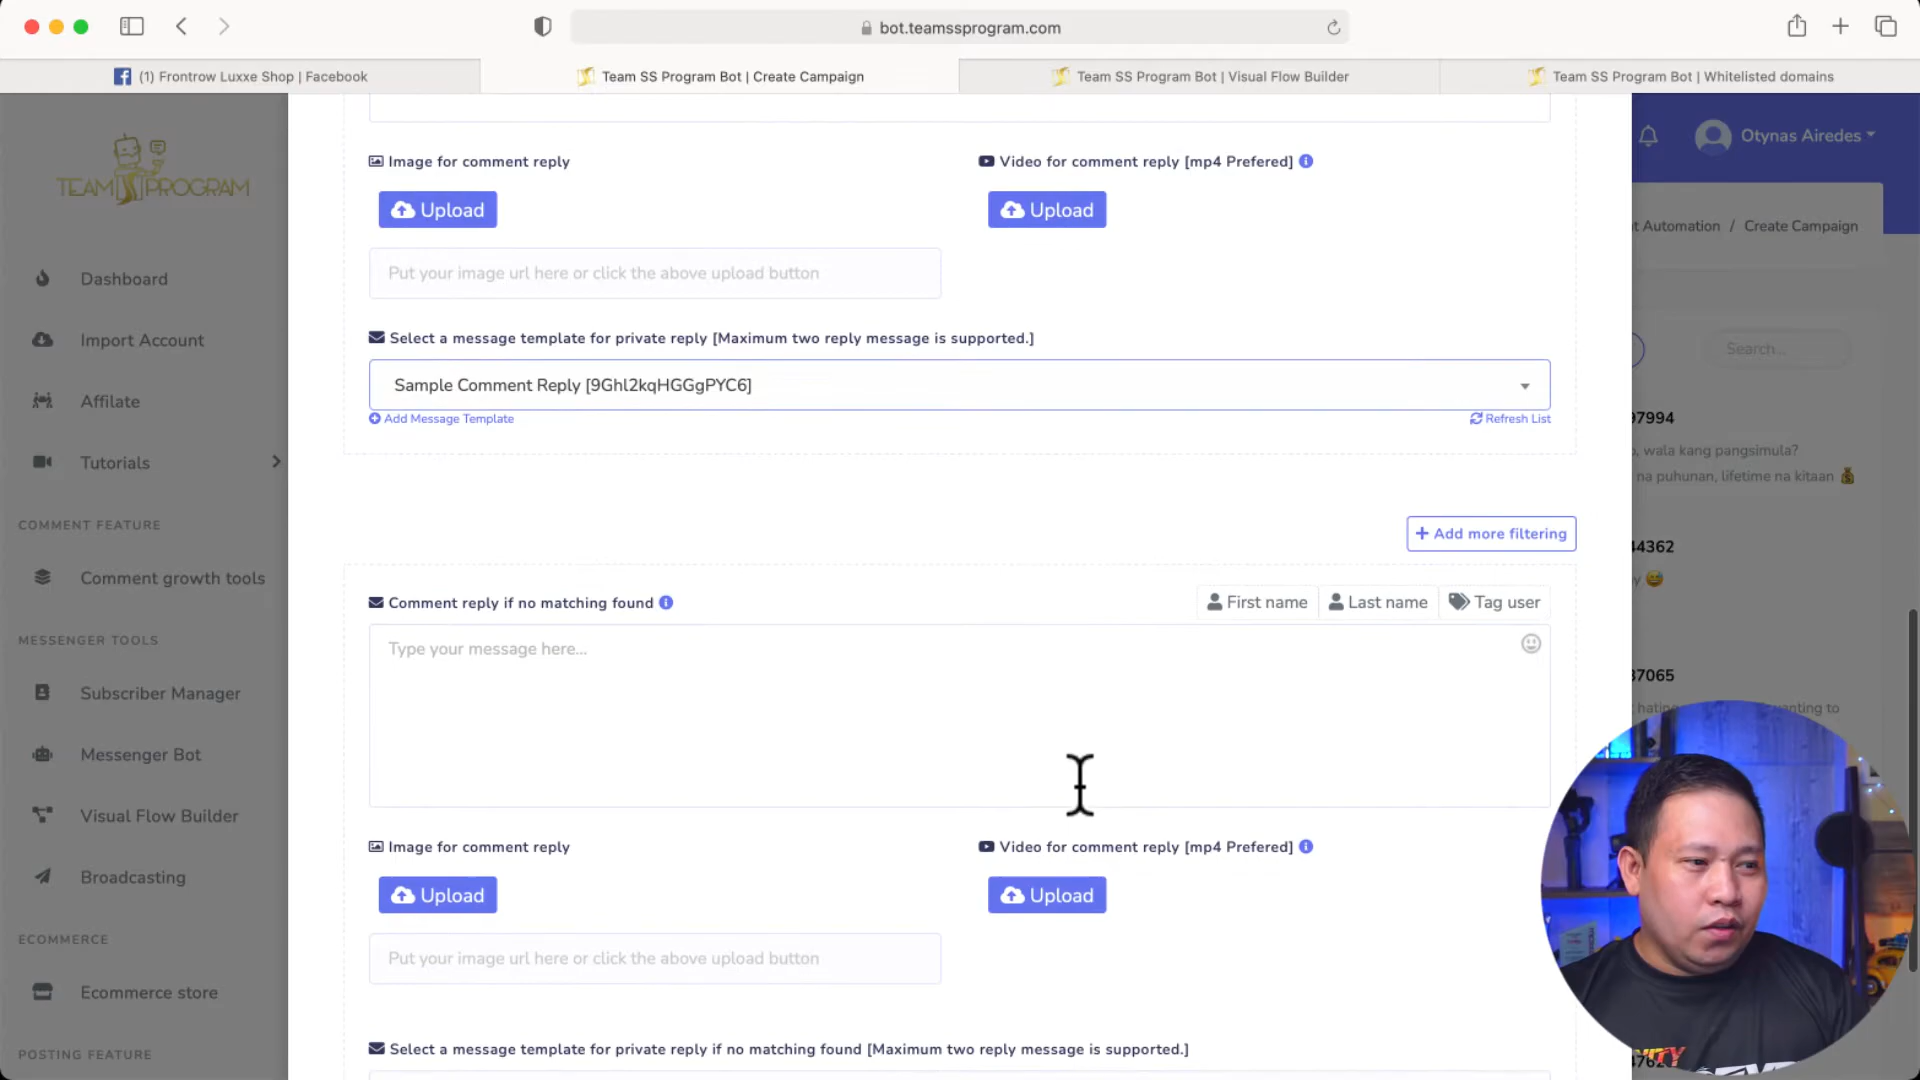 bot.teamssprogram.com
(1) Frontrow Luxxe Shop | Facebook
Team SS Program Bot | Create Campaign
Team SS Program Bot | Visual Flow Builder
Team SS Program Bot | Whitelisted domains
TEAM PROGRAM
Otynas Airedes
t Automation / Create Campaign
Image for comment reply
Video for comment reply [mp4 Prefered]
Upload
Upload
Put your image url here or click the above upload button
Select a message template for private reply [Maximum two reply message is supported.]
Sample Comment Reply [9Ghl2kqHGGgPYC6]
Add Message Template
Refresh List
Add more filtering
Comment reply if no matching found
First name
Last name
Tag user
Type your message here...
Image for comment reply
Video for comment reply [mp4 Prefered]
Upload
Upload
Put your image url here or click the above upload button
Select a message template for private reply if no matching found [Maximum two reply message is supported.]
Dashboard
Import Account
Affilate
Tutorials
COMMENT FEATURE
Comment growth tools
MESSENGER TOOLS
Subscriber Manager
Messenger Bot
Visual Flow Builder
Broadcasting
ECOMMERCE
Ecommerce store
POSTING FEATURE
Search...
97994
, wala kang pangsimula?
na puhunan, lifetime na kitaan
44362
37065